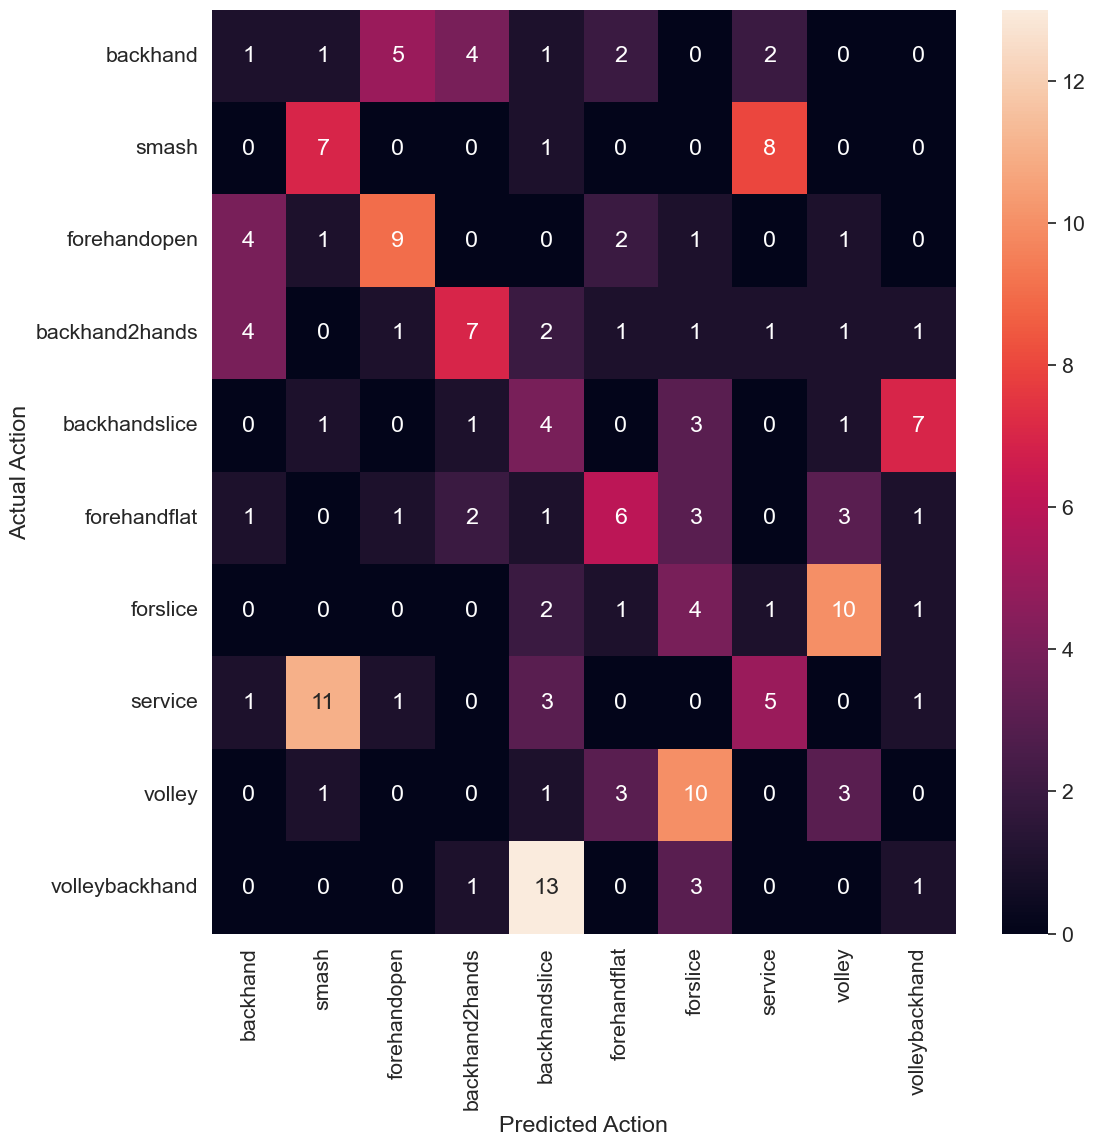 backhand 1 1 5 4 1 2 0 2 0 0
smash 0 7 0 0 1 0 0 8 0 0
forehandopen 4 1 9 0 0 2 1 0 1 0
backhand2hands 4 0 1 7 2 1 1 1 1 1
backhandslice 0 1 0 1 4 0 3 0 1 7
forehandflat 1 0 1 2 1 6 3 0 3 1
forslice 0 0 0 0 2 1 4 1 10 1
service 1 11 1 0 3 0 0 5 0 1
volley 0 1 0 0 1 3 10 0 3 0
volleybackhand 0 0 0 1 13 0 3 0 0 1
Actual Action
backhand
smash
forehandopen
backhand2hands
backhandslice
forehandflat
forslice
service
volley
volleybackhand
Predicted Action
12
10
8
6
4
2
0